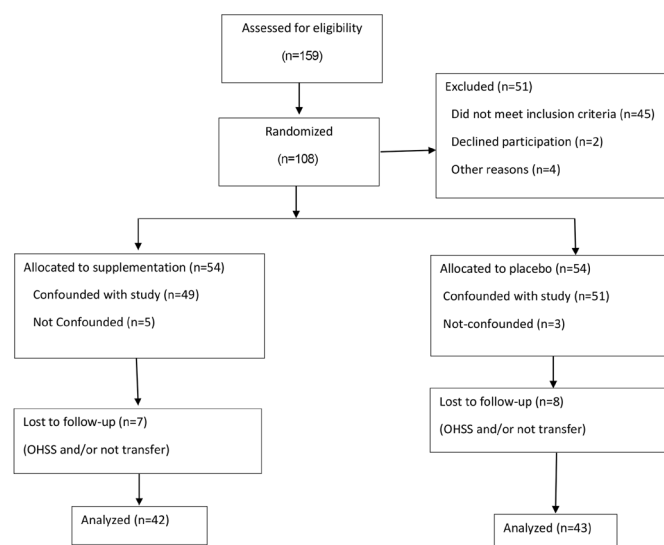 Assessed for eligibility
(n=159)
Excluded (n=51)
Did not meet inclusion criteria (n=45)
Declined participation (n=2)
Other reasons (n=4)
Randomized
(n=108)
Allocated to supplementation (n=54)
Confounded with study (n=49)
Not Confounded (n=5)
Allocated to placebo (n=54)
Confounded with study (n=51)
Not-confounded (n=3)
Lost to follow-up (n=7)
(OHSS and/or not transfer)
Lost to follow-up (n=8)
(OHSS and/or not transfer)
Analyzed (n=42)
Analyzed (n=43)